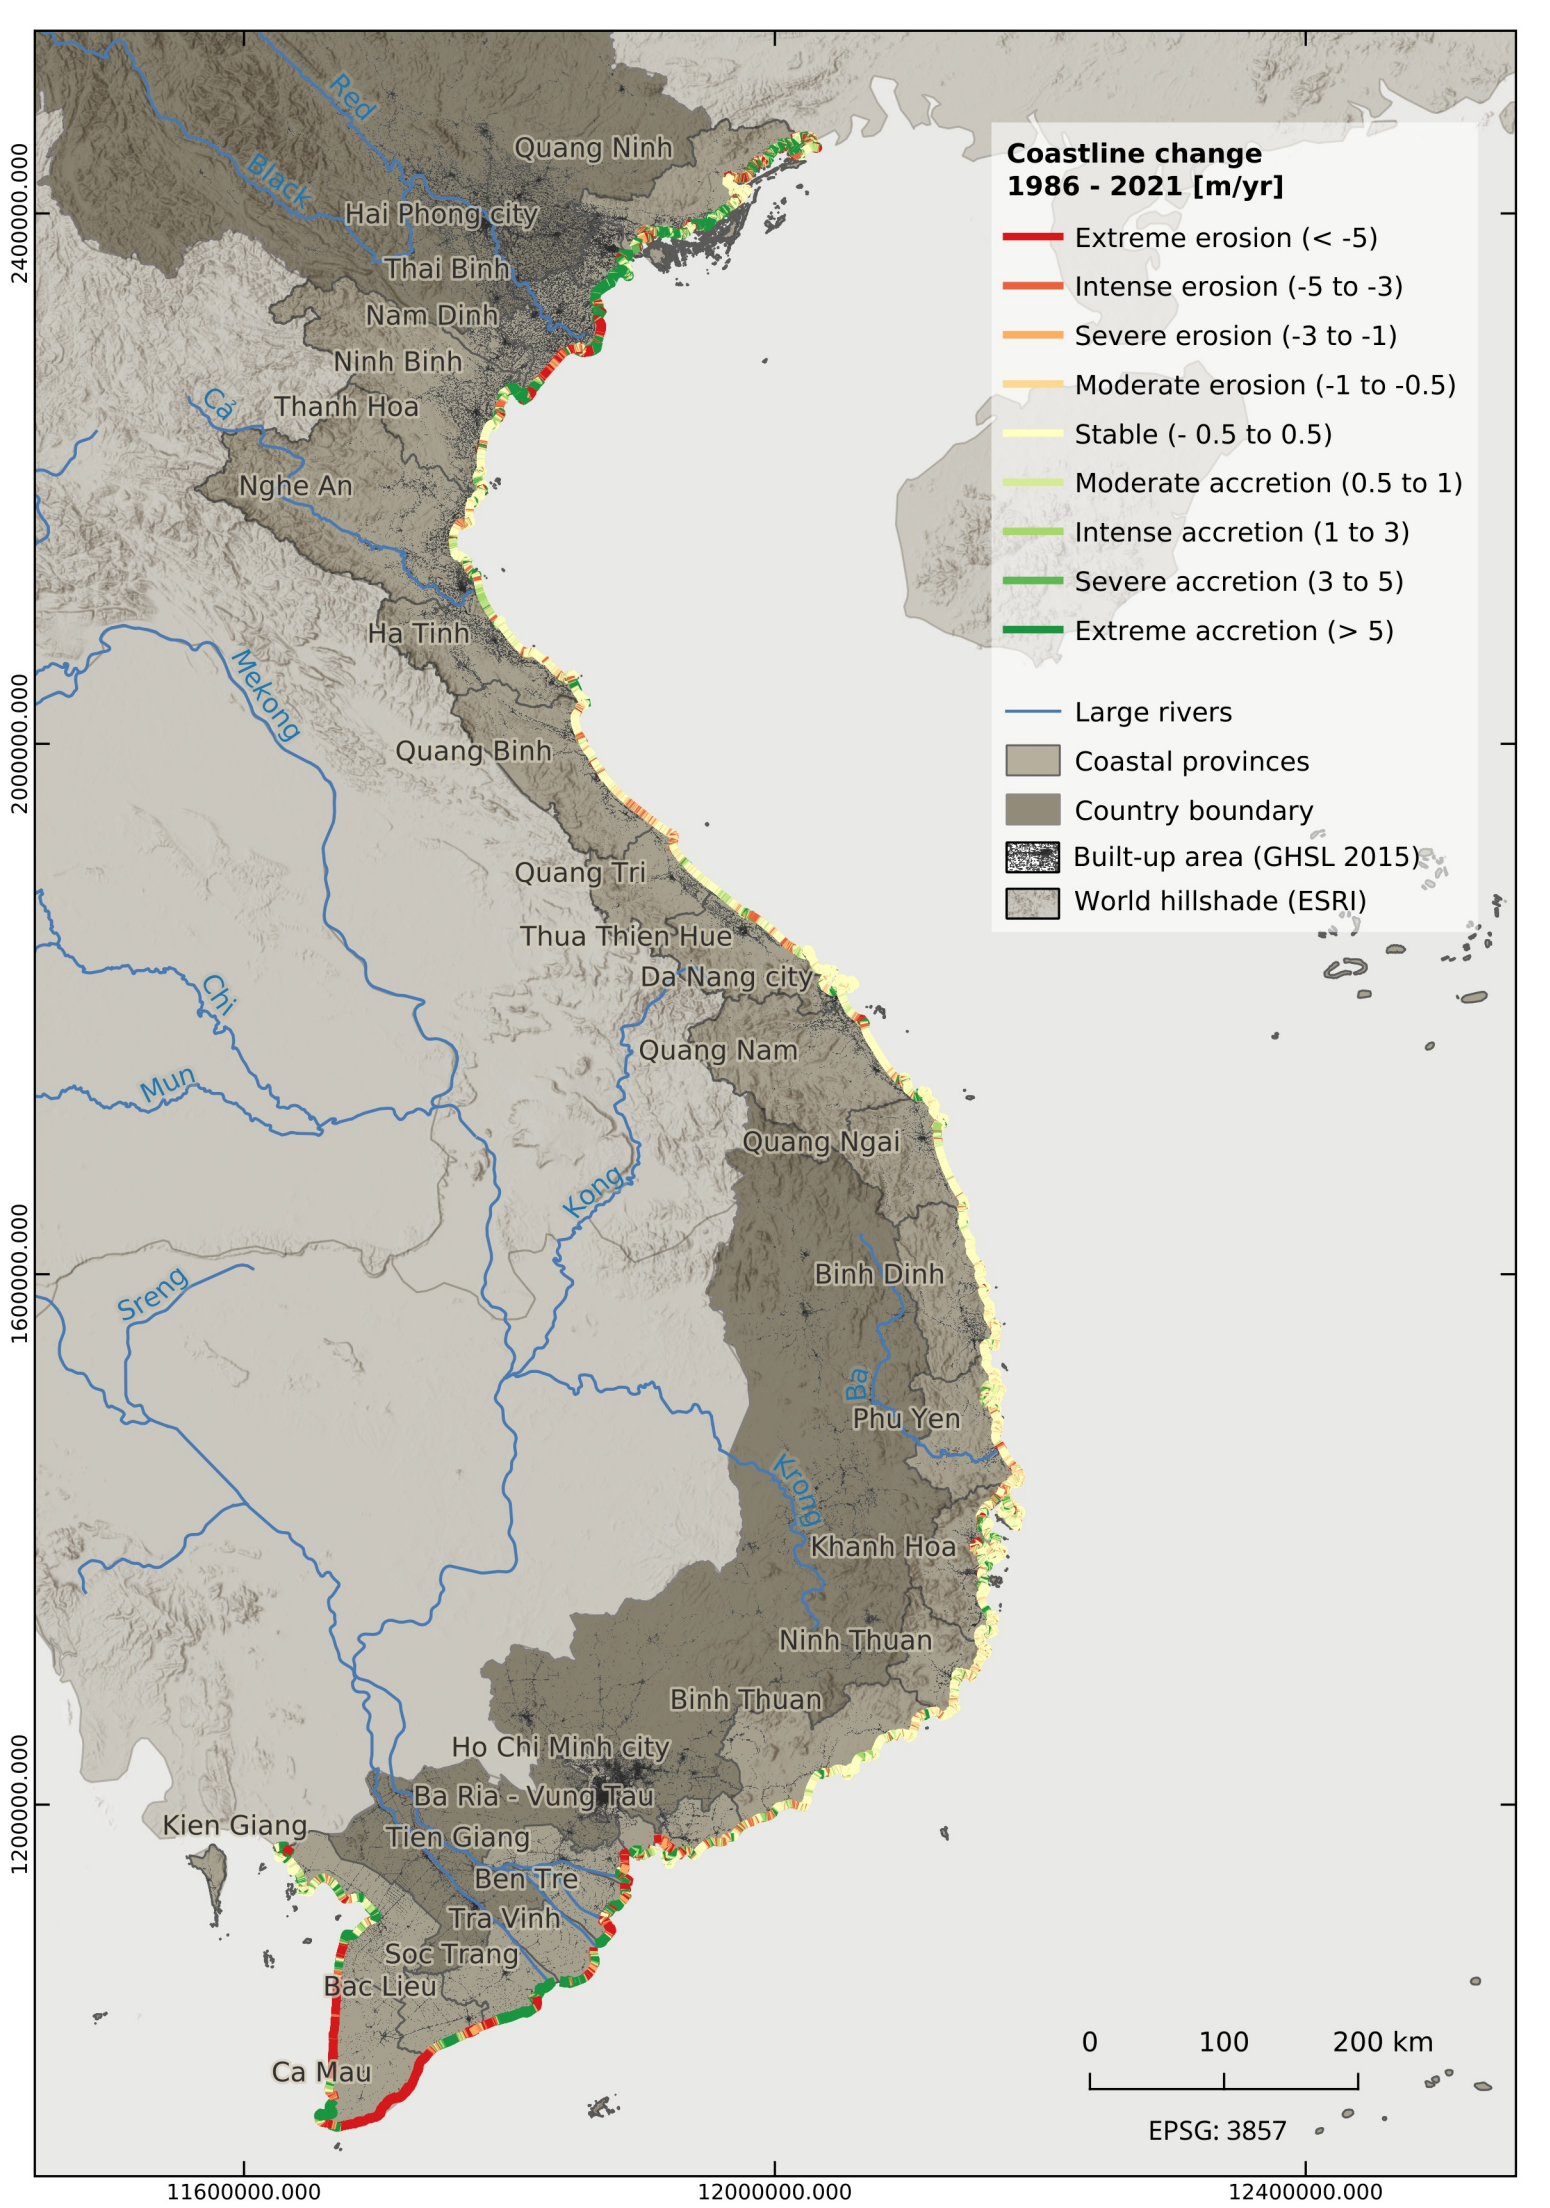 Red
Quang Ninh
Black
Hai Phong city
Thai Binh
Nam Dinh
Ninh Binh
Cả
Thanh Hoa
Nghe An
Ha Tinh
Mekong
Quang Binh
Quang Tri
Thua Thien Hue
Da Nang city
Chi
Quang Nam
Mun
Quang Ngai
Kong
Binh Dinh
Sreng
Ba
Phu Yen
Krong
Khanh Hoa
Ninh Thuan
Binh Thuan
Ho Chi Minh city
Ba Ria - Vung Tau
Kien Giang
Tien Giang
Ben Tre
Tra Vinh
Soc Trang
Bac Lieu
Ca Mau
Coastline change
1986 - 2021 [m/yr]
Extreme erosion (< -5)
Intense erosion (-5 to -3)
Severe erosion (-3 to -1)
Moderate erosion (-1 to -0.5)
Stable (- 0.5 to 0.5)
Moderate accretion (0.5 to 1)
Intense accretion (1 to 3)
Severe accretion (3 to 5)
Extreme accretion (> 5)
Large rivers
Coastal provinces
Country boundary
Built-up area (GHSL 2015)
World hillshade (ESRI)
0 100 200 km
EPSG: 3857
2400000.000
2000000.000
1600000.000
1200000.000
11600000.000 12000000.000 12400000.000